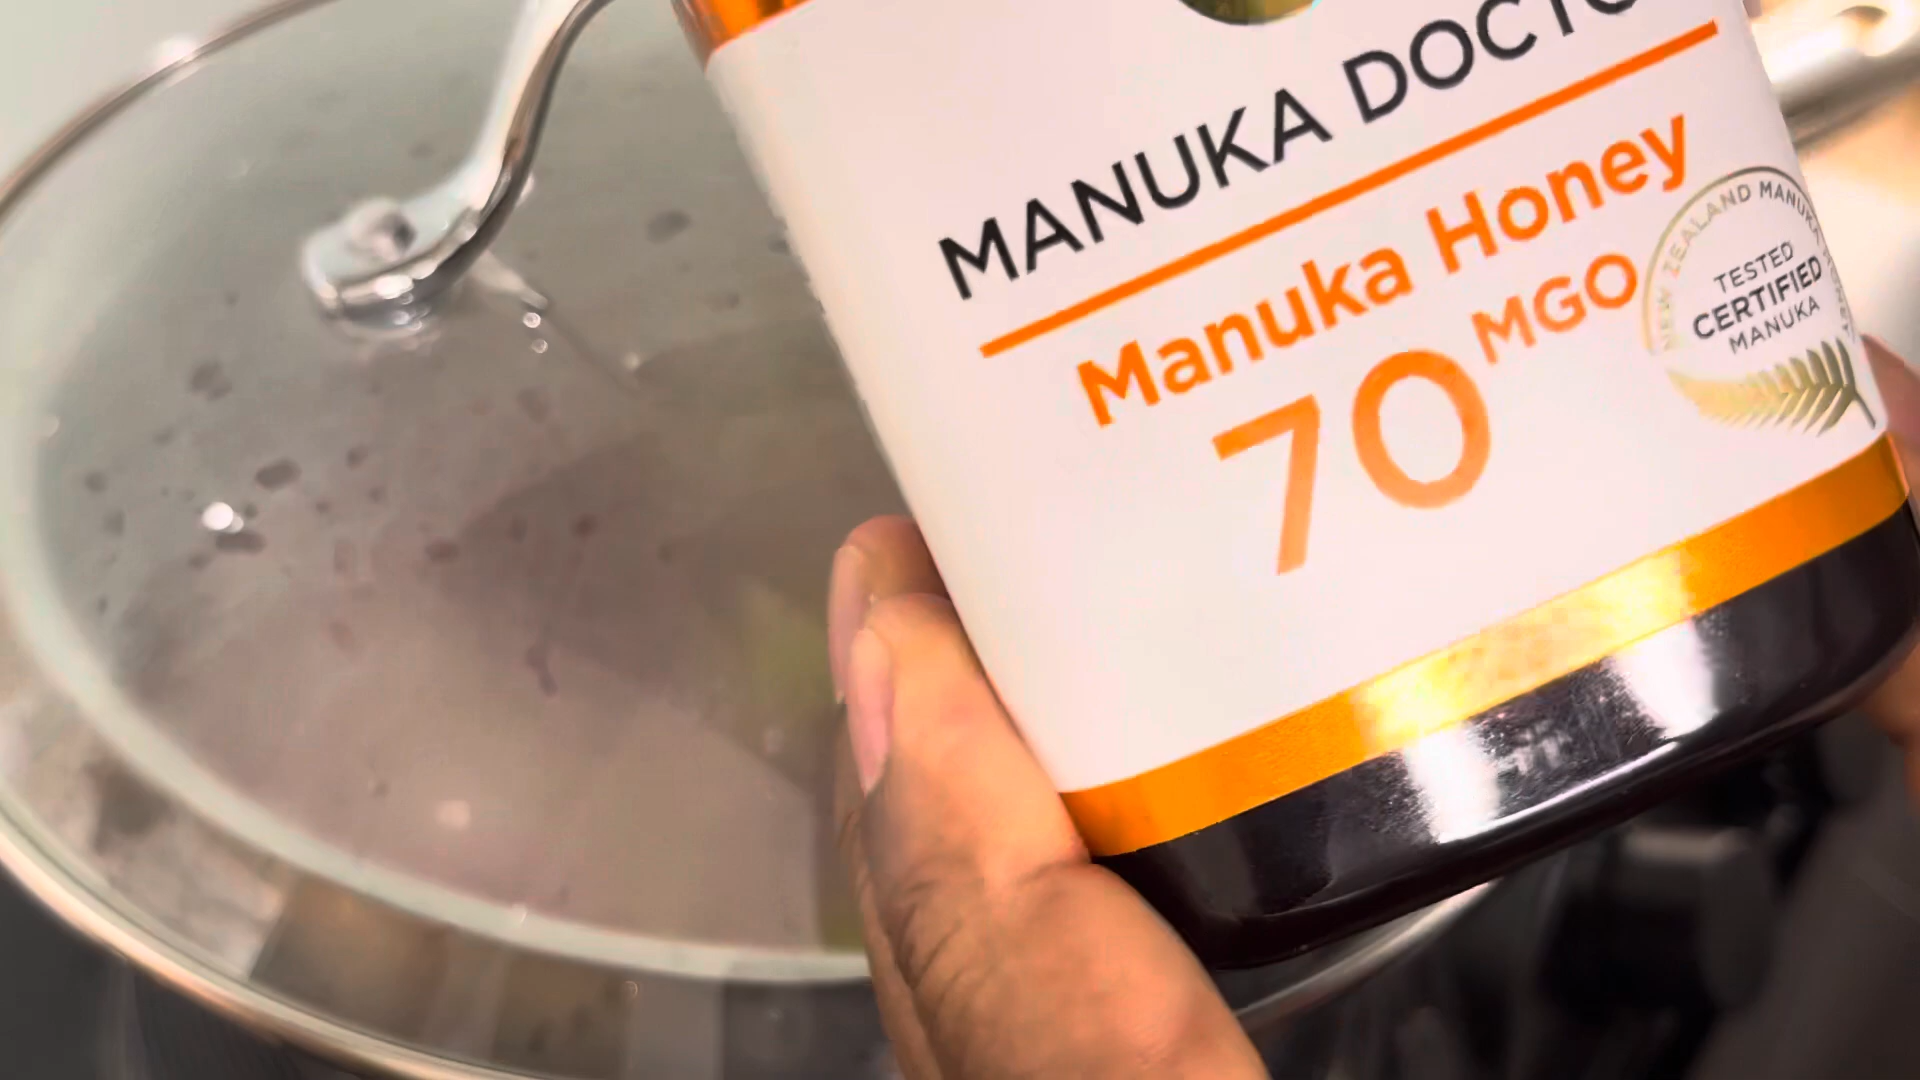 MANUKA DOCTO
Manuka Honey
70 MGO
NEW ZEALAND MANUKA
TESTED
CERTIFIED
MANUKA